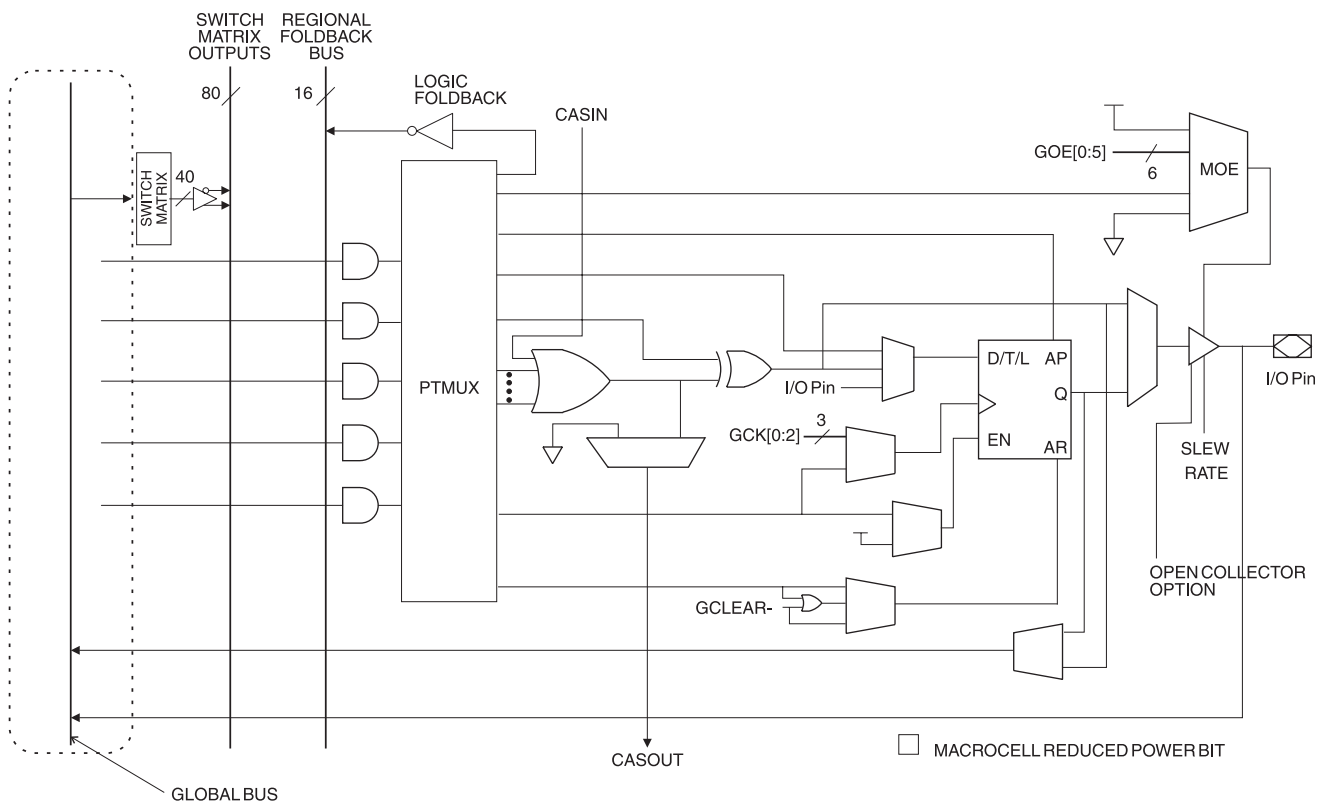 SWITCH
MATRIX
OUTPUTS
REGIONAL
FOLDBACK
BUS
80
16
LOGIC
FOLDBACK
CASIN
GOE[0:5]
6
MOE
SWITCH
MATRIX
40
PTMUX
I/O Pin
D/T/L
AP
Q
EN
AR
GCK[0:2]
3
I/O Pin
SLEW
RATE
OPEN COLLECTOR
OPTION
GCLEAR-
CASOUT
MACROCELL REDUCED POWER BIT
GLOBAL BUS